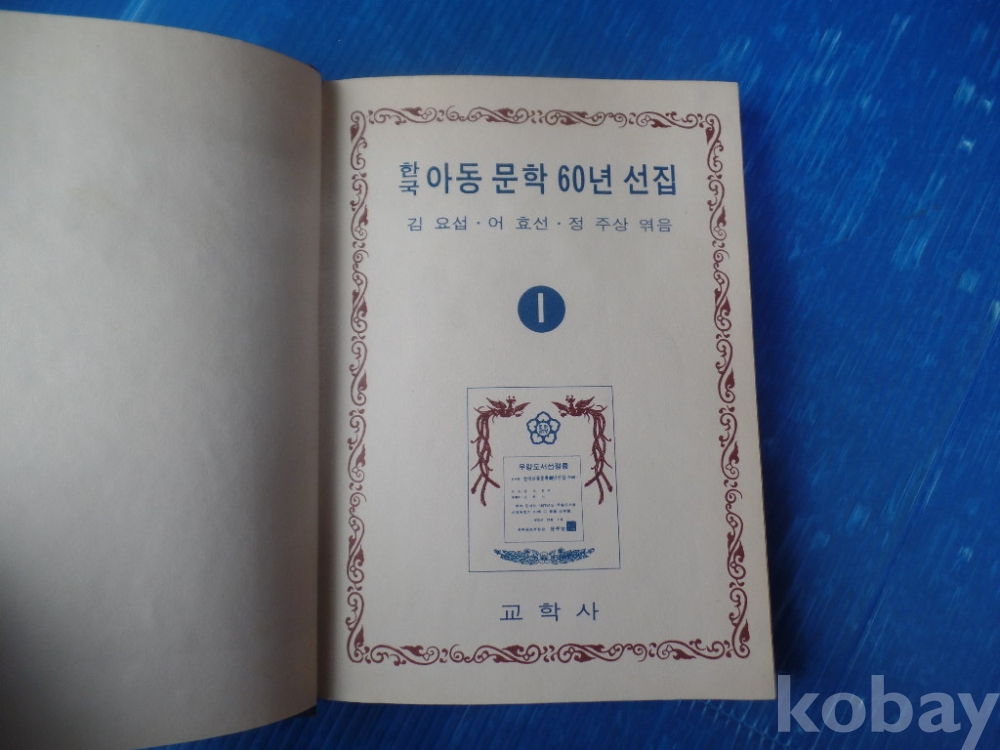 한국 아동 문학 60년 선집
김 요섭 · 어 효선 · 정 주상 엮음
1
우량도서선정증
교 학 사
kobay